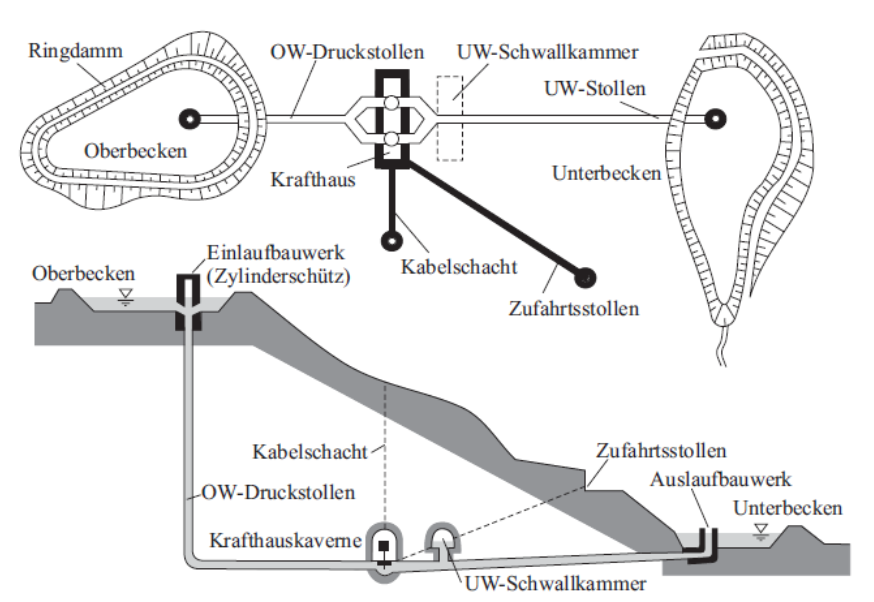 Ringdamm
OW-Druckstollen
UW-Schwallkammer
UW-Stollen
Oberbecken
Krafthaus
Unterbecken
Kabelschacht
Zufahrtsstollen
Einlaufbauwerk
(Zylinderschütz)
Oberbecken
Kabelschacht
Zufahrtsstollen
Auslaufbauwerk
Unterbecken
OW-Druckstollen
Krafthauskaverne
UW-Schwallkammer